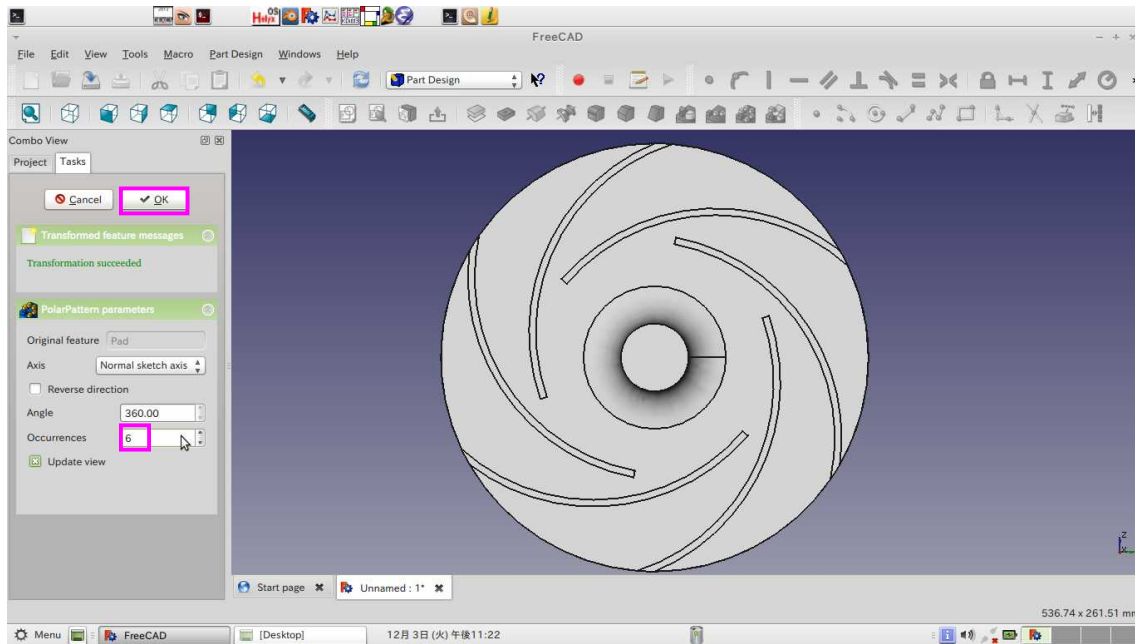 OS
Helyx
FreeCAD
File Edit View Tools Macro Part Design Windows Help
Part Design
Combo View
Project Tasks
Cancel OK
Transformed feature messages
Transformation succeeded
PolarPattern parameters
Original feature Pad
Axis Normal sketch axis
Reverse direction
Angle 360.00
Occurrences 6
Update view
z
x
Start page Unnamed : 1*
536.74 x 261.51 mm
Menu FreeCAD [Desktop] 12月 3日 (火) 午後11:22